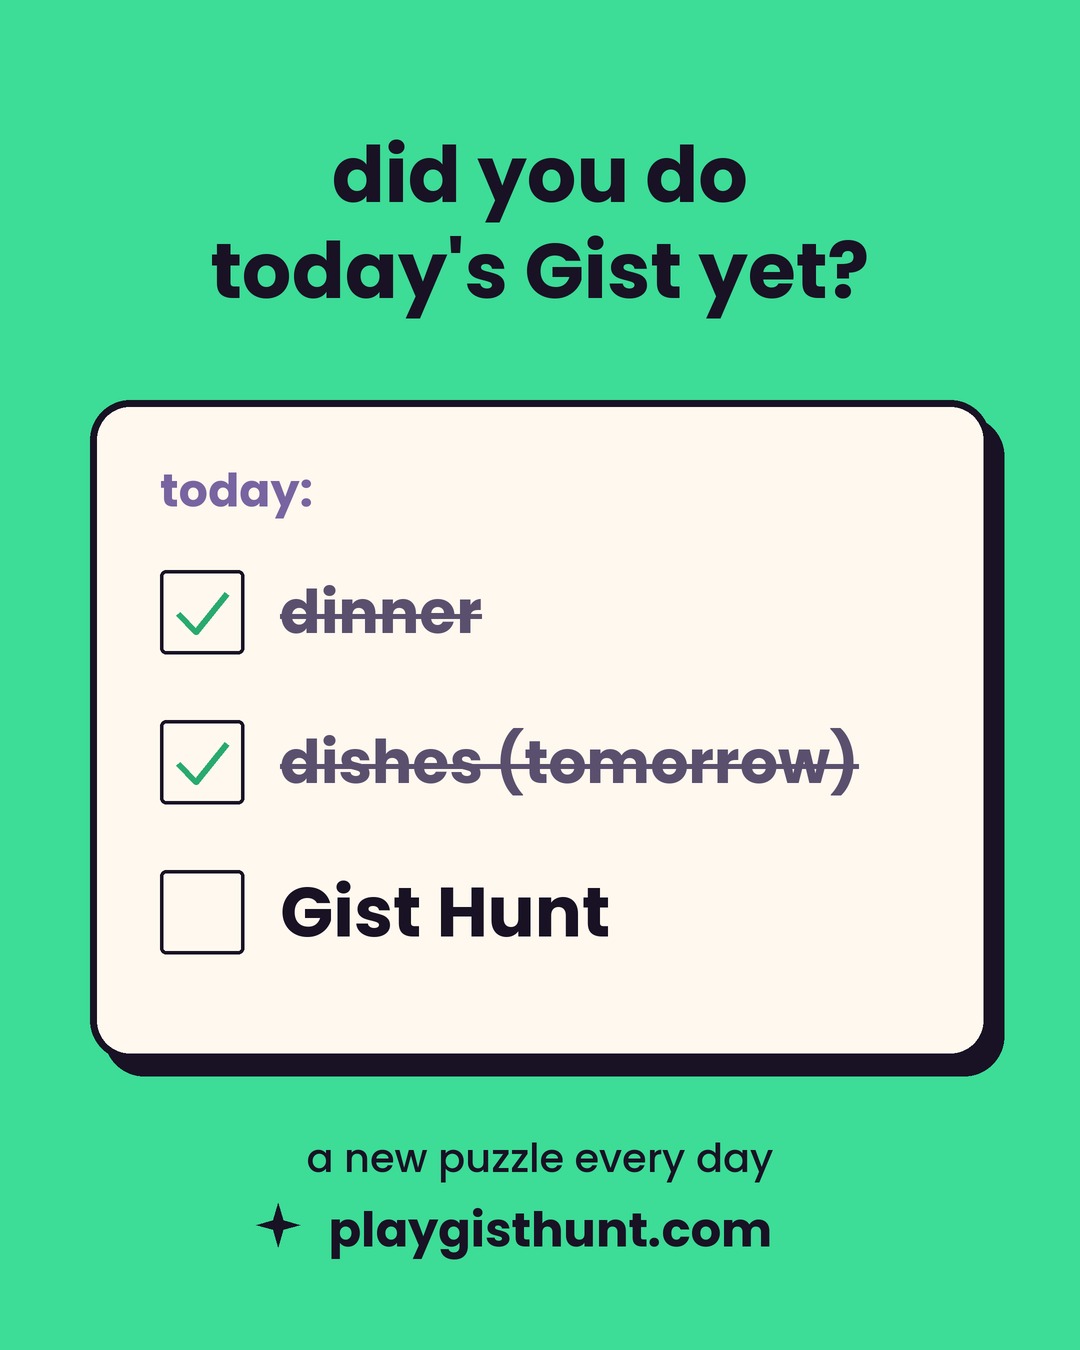 did you do
today's Gist yet?
today:
dinner
dishes (tomorrow)
Gist Hunt
a new puzzle every day
playgisthunt.com